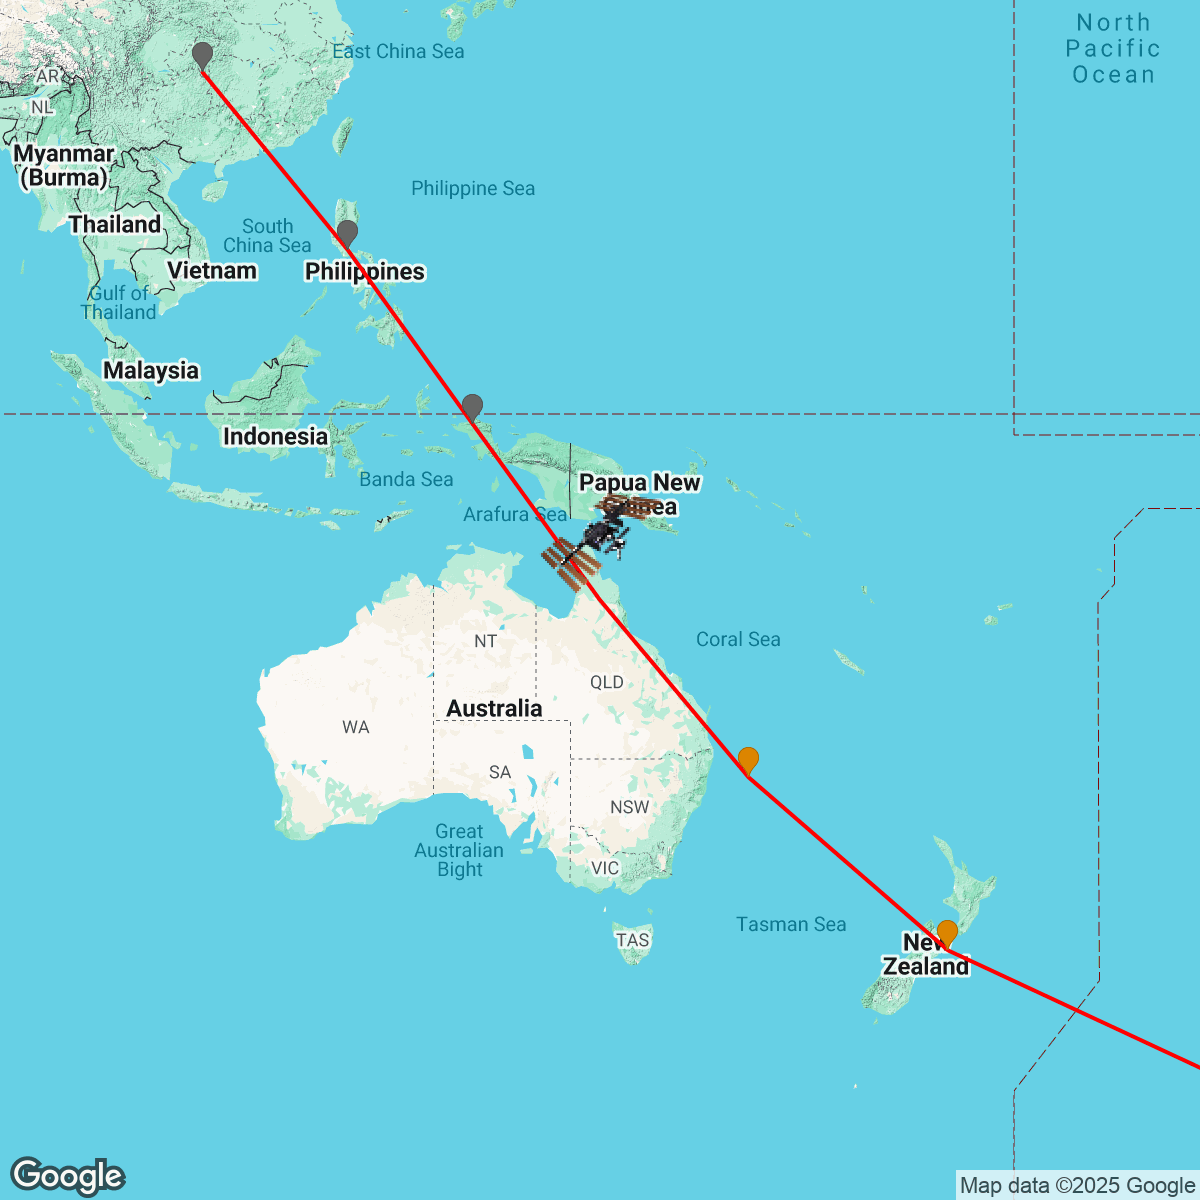 North
Pacific
Ocean
East China Sea
AR
NL
Myanmar
(Burma)
Philippine Sea
Thailand
South
China Sea
Vietnam
Philippines
Gulf of
Thailand
Malaysia
Indonesia
Banda Sea
Papua New
Arafura Sea
Coral Sea
NT
QLD
Australia
WA
SA
NSW
Great
Australian
Bight
VIC
Tasman Sea
TAS
New
Zealand
Google
Map data ©2025 Google